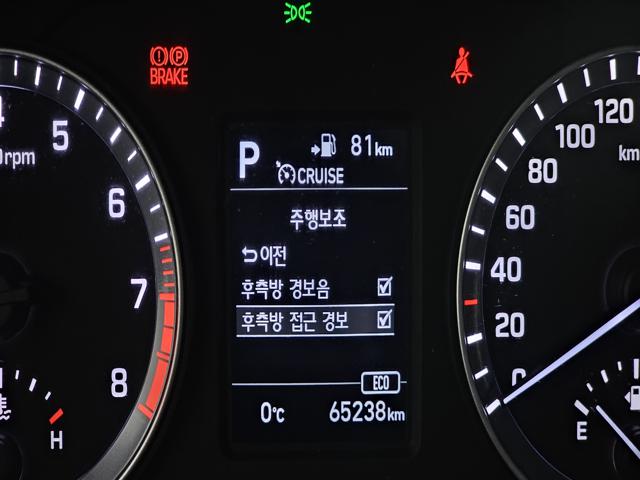 BRAKE
P
81km
CRUISE
주행보조
이전
후측방 경보음
후측방 접근 경보
ECO
0℃
65238km
5
6
7
8
rpm
H
120
100
km
80
60
40
20
0
E